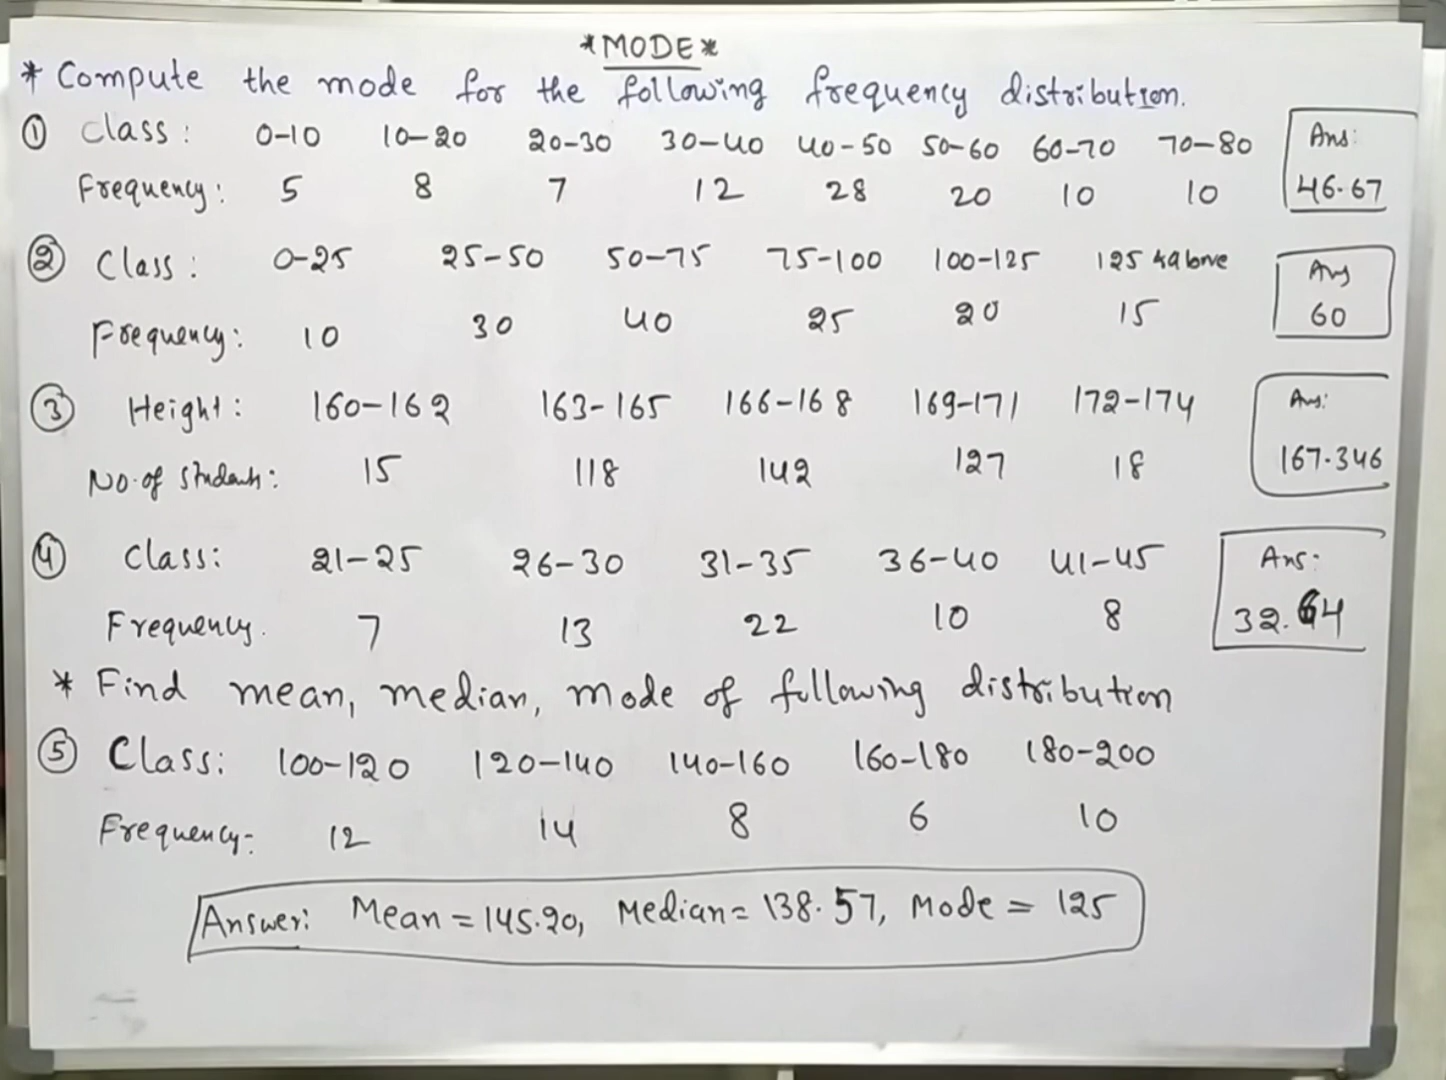 *MODE*
* Compute the mode for the following frequency distribution.
① Class: 0-10 10-20 20-30 30-40 40-50 50-60 60-70 70-80
Frequency: 5 8 7 12 28 20 10 10
Ans:
46.67
② Class: 0-25 25-50 50-75 75-100 100-125 125 & above
Frequency: 10 30 40 25 20 15
Ans
60
③ Height: 160-162 163-165 166-168 169-171 172-174
No.of Students: 15 118 142 127 18
Ans:
167.346
④ Class: 21-25 26-30 31-35 36-40 41-45
Frequency. 7 13 22 10 8
Ans:
32.64
* Find mean, median, mode of following distribution
⑤ Class: 100-120 120-140 140-160 160-180 180-200
Frequency- 12 14 8 6 10
Answer: Mean = 145.20, Median = 138.57, Mode = 125